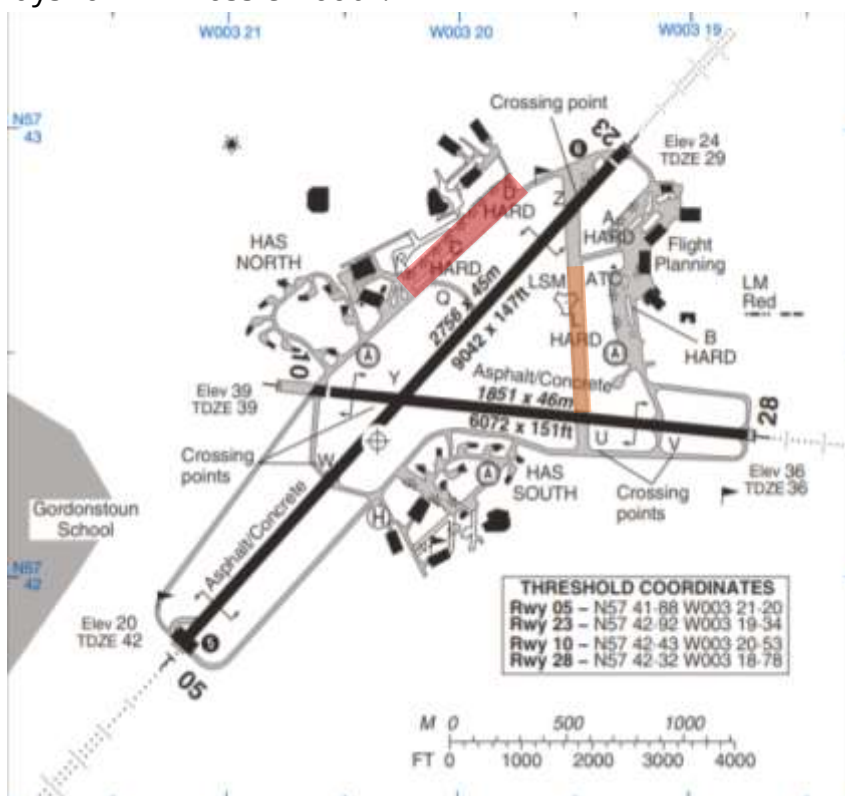 W003 21
W003 20
W003 19
N57
43
Crossing point
23
Elev 24
TDZE 29
D
HARD
Z
A
HARD
Flight
Planning
HAS
NORTH
D
HARD
Q
LSM
ATC
LM
Red
HARD
B
HARD
2756 x 45m
9042 x 147ft
A
A
10
Y
Asphalt/Concrete
1851 x 46m
6072 x 151ft
28
Elev 39
TDZE 39
U
V
Crossing
points
W
A
HAS
SOUTH
Crossing
points
Elev 36
TDZE 36
Gordonstoun
School
H
Asphalt/Concrete
N57
42
Elev 20
TDZE 42
05
THRESHOLD COORDINATES
Rwy 05 – N57 41·88 W003 21·20
Rwy 23 – N57 42·92 W003 19·34
Rwy 10 – N57 42·43 W003 20·53
Rwy 28 – N57 42·32 W003 18·78
M 0 500 1000
FT 0 1000 2000 3000 4000